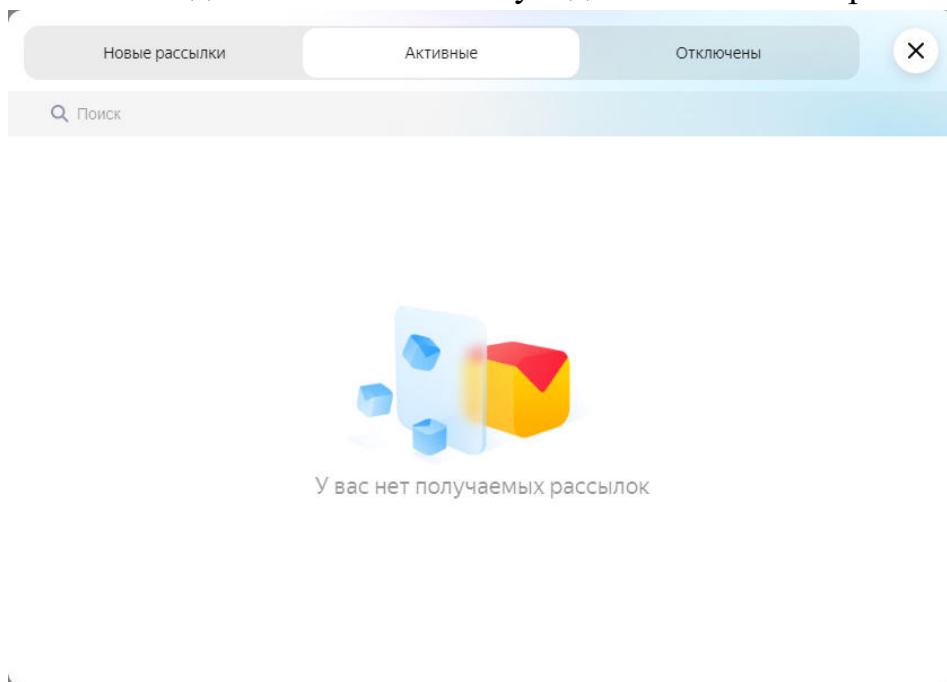 Новые рассылки
Активные
Отключены
Поиск
У вас нет получаемых рассылок